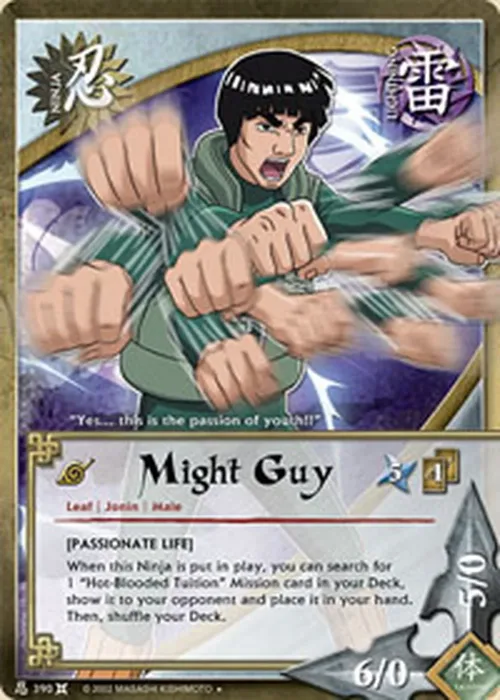 NINJA 忍
LIGHTNING 雷
"Yes... this is the passion of youth!!"
Might Guy
5 1
Leaf | Jonin | Male
[PASSIONATE LIFE]
When this Ninja is put in play, you can search for
1 "Hot-Blooded Tuition" Mission card in your Deck,
show it to your opponent and place it in your hand.
Then, shuffle your Deck.
5/0
6/0
体
390 © 2002 MASASHI KISHIMOTO